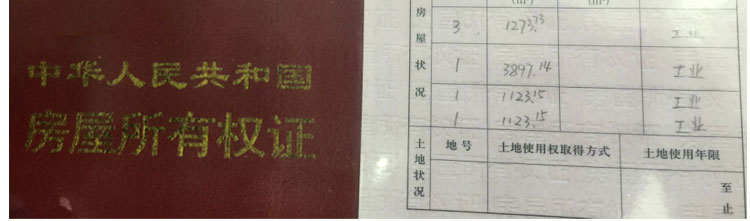 中华人民共和国
房屋所有权证
(m²) (m²)
房屋状况
3 1273.73 工业
1 3897.14 工业
1 1123.15 工业
1 1123.15 工业
土地状况
地号 土地使用权取得方式 土地使用年限
至
止